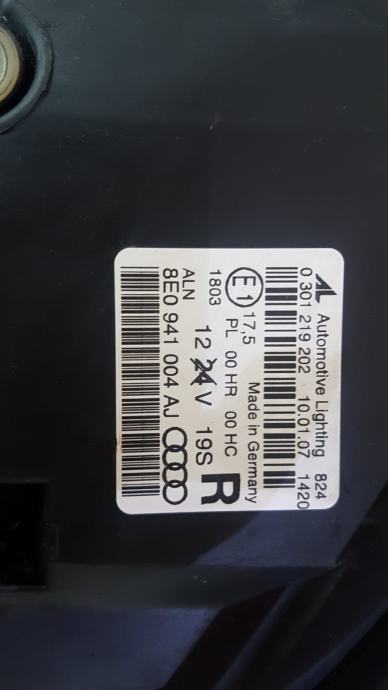 AL Automotive Lighting 824
0 301 219 202 10.01.07 1420
Made in Germany
E1 17,5 PL 00 HR 00 HC R
1803 12 24 V 19S
ALN
8E0 941 004 AJ